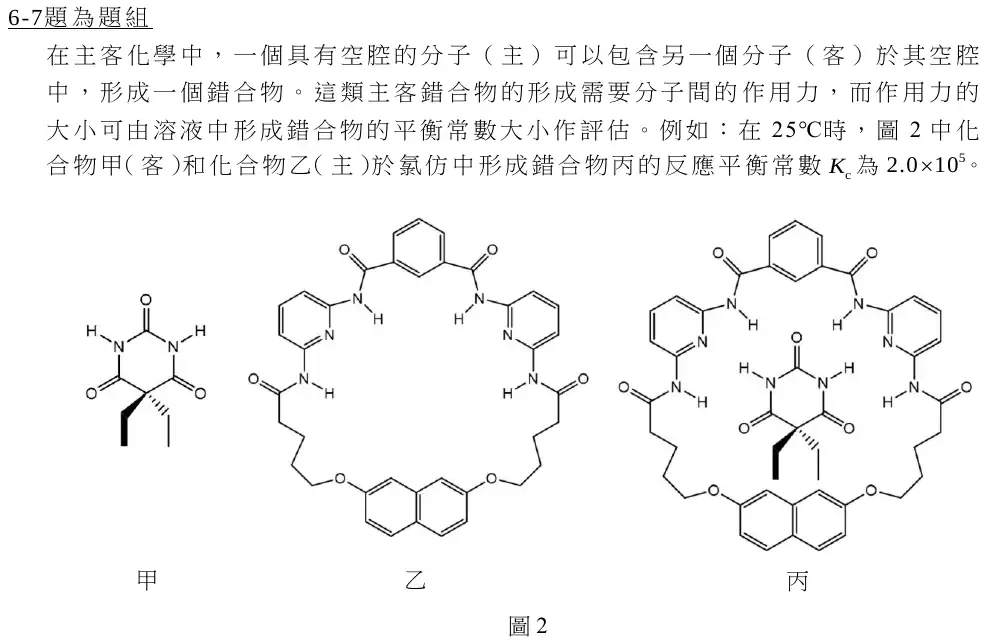 6-7題為題組
在主客化學中，一個具有空腔的分子（主）可以包含另一個分子（客）於其空腔
中，形成一個錯合物。這類主客錯合物的形成需要分子間的作用力，而作用力的
大小可由溶液中形成錯合物的平衡常數大小作評估。例如：在 25℃時，圖 2 中化
合物甲（客）和化合物乙（主）於氯仿中形成錯合物丙的反應平衡常數 Kc 為 2.0×10⁵。
O
H H
N N
O O
O O
N N
H H
N N
N N
H H
O O
O O
O O
N N
H H
N O N
H H
N N
N N
H H
O O
O O
O O
甲 乙 丙
圖 2